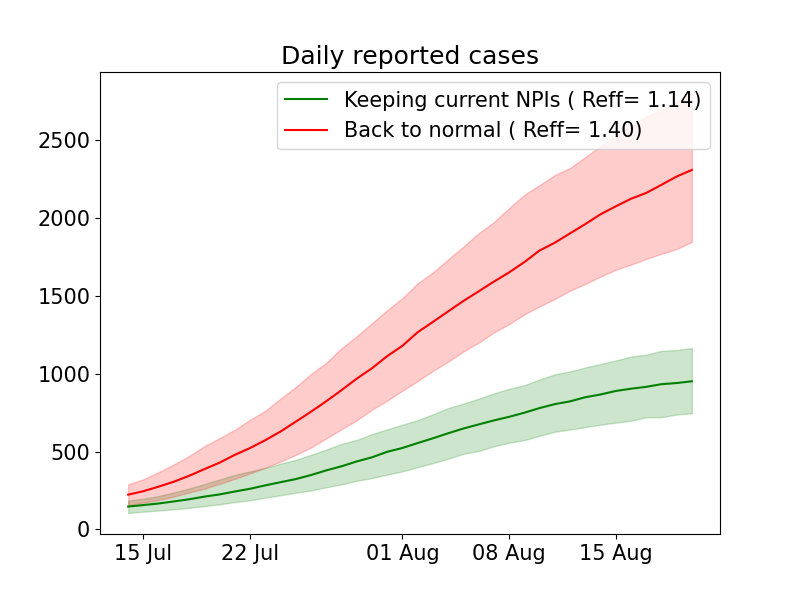 Daily reported cases
Keeping current NPIs ( Reff= 1.14)
Back to normal ( Reff= 1.40)
2500
2000
1500
1000
500
0
15 Jul
22 Jul
01 Aug
08 Aug
15 Aug